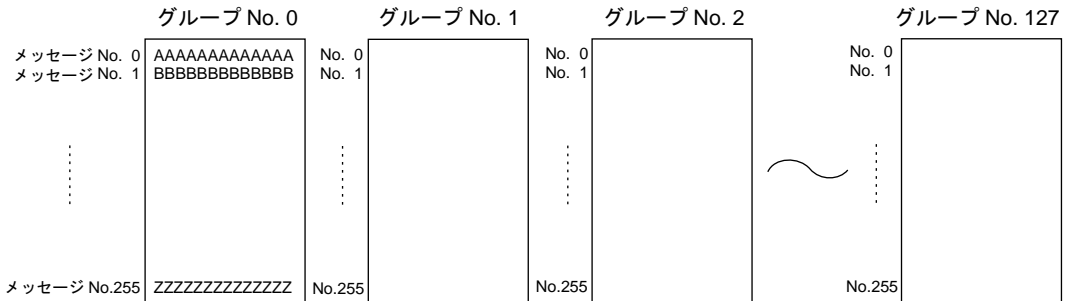 グループ No. 0 グループ No. 1 グループ No. 2 グループ No. 127
メッセージ No. 0 AAAAAAAAAAAAA No. 0 No. 0 No. 0
メッセージ No. 1 BBBBBBBBBBBBB No. 1 No. 1 No. 1
メッセージ No.255 ZZZZZZZZZZZZZZ No.255 No.255 No.255